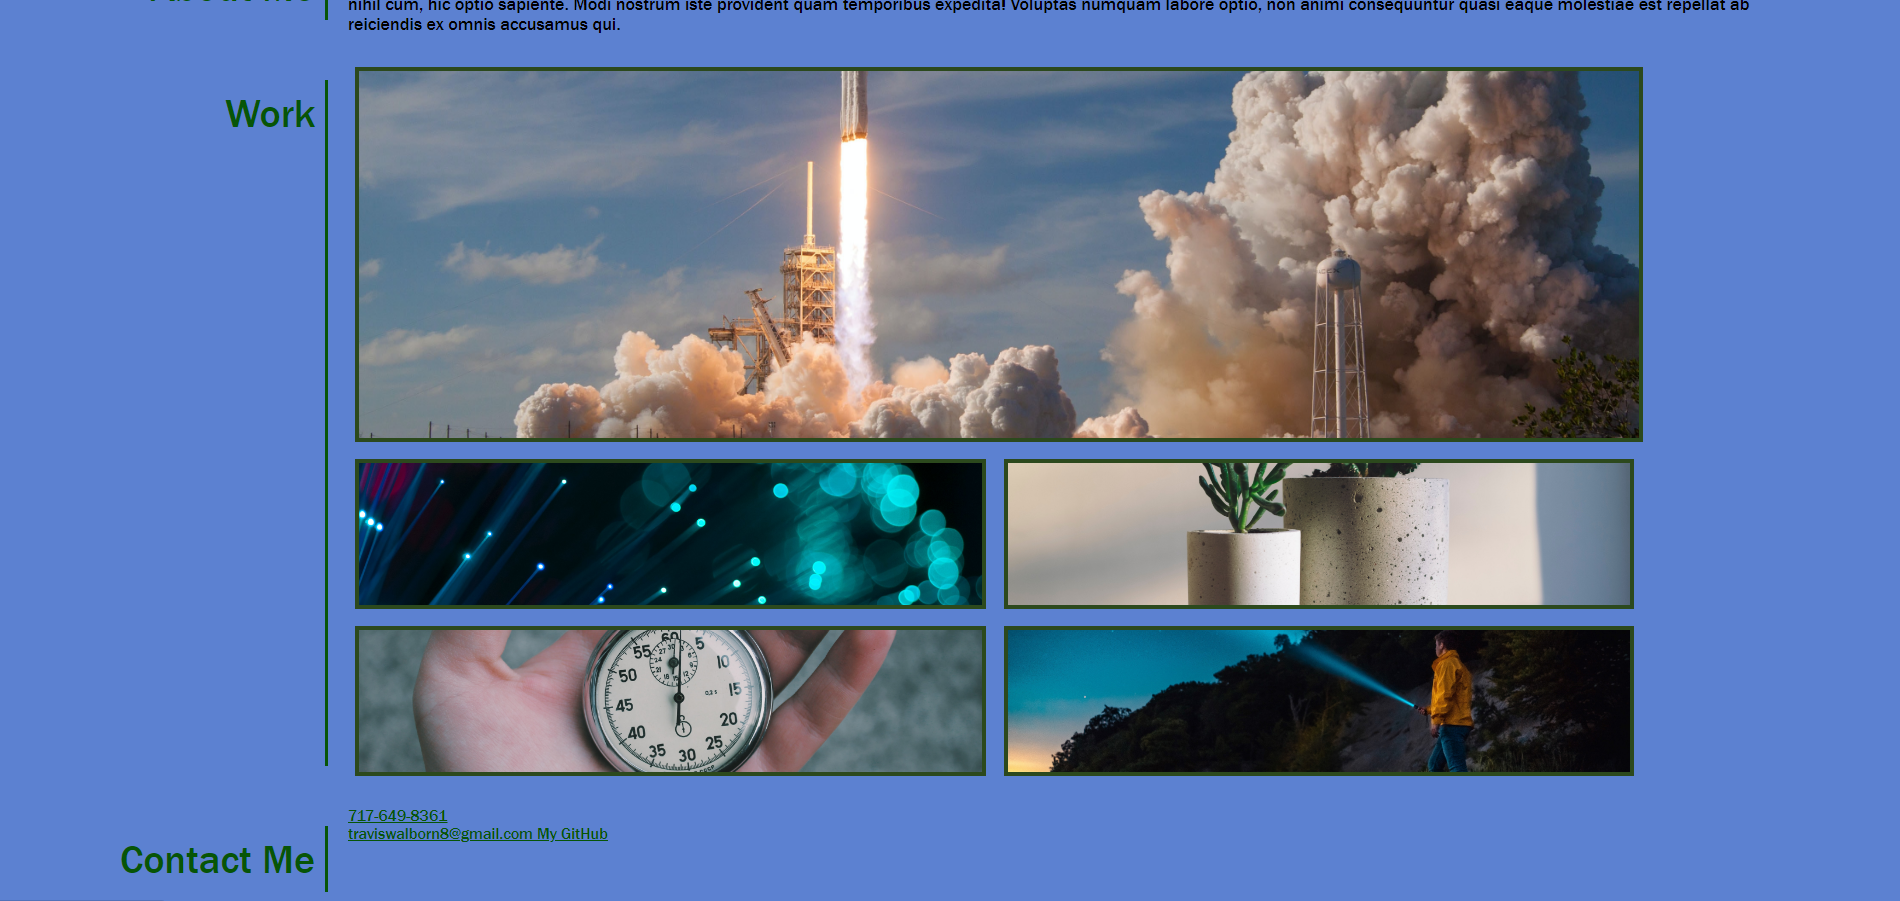 nihil cum, hic optio sapiente. Modi nostrum iste provident quam temporibus expedita! Voluptas numquam labore optio, non animi consequuntur quasi eaque molestiae est repellat ab
reiciendis ex omnis accusamus qui.
Work
60 5
55 10
50 15
45 20
40 25
35 30
717-649-8361
traviswalborn8@gmail.com My GitHub
Contact Me